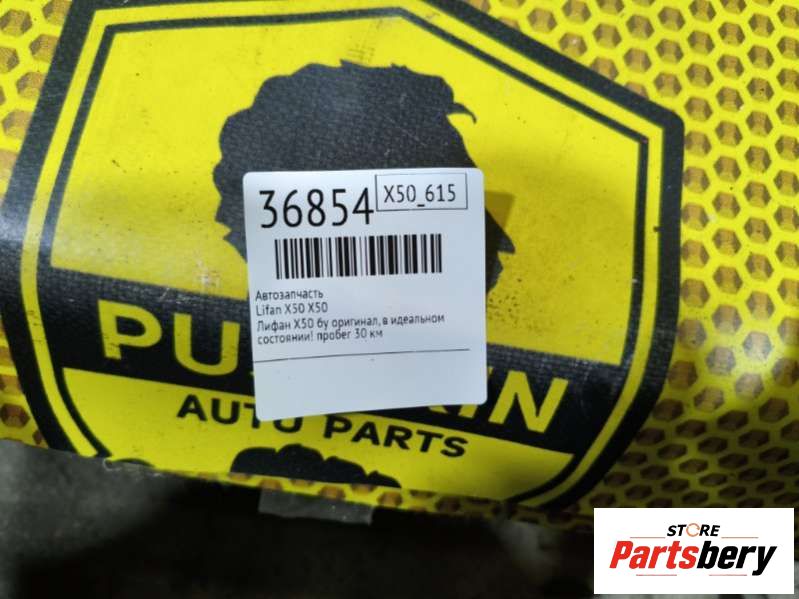 36854
X50_615
Автозапчасть
Lifan X50 X50
Лифан X50 бу оригинал, в идеальном
состоянии! пробег 30 км
AUTO PARTS
STORE
Partsbery